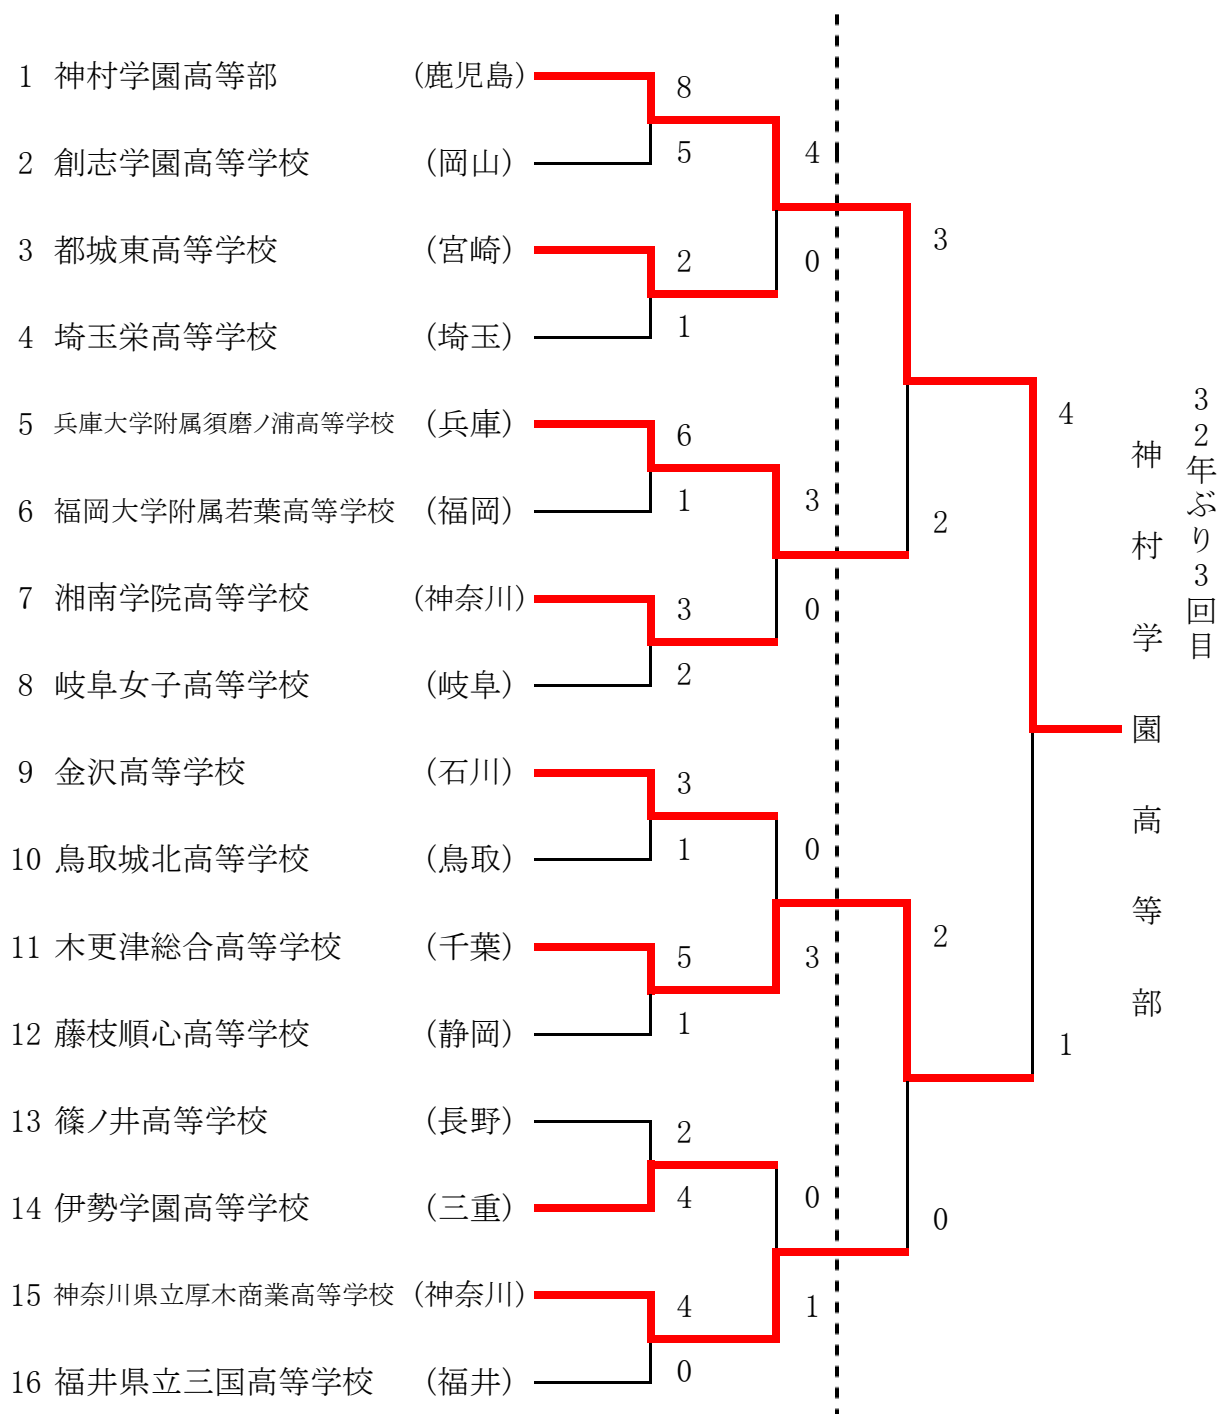 1 神村学園高等部 (鹿児島) 8
2 創志学園高等学校 (岡山) 5
4
3 都城東高等学校 (宮崎) 2
0
3
4 埼玉栄高等学校 (埼玉) 1
5 兵庫大学附属須磨ノ浦高等学校 (兵庫) 6
4
6 福岡大学附属若葉高等学校 (福岡) 1
3
2
7 湘南学院高等学校 (神奈川) 3
0
8 岐阜女子高等学校 (岐阜) 2
9 金沢高等学校 (石川) 3
10 鳥取城北高等学校 (鳥取) 1
0
11 木更津総合高等学校 (千葉) 5
3
2
12 藤枝順心高等学校 (静岡) 1
1
13 篠ノ井高等学校 (長野) 2
14 伊勢学園高等学校 (三重) 4
0
0
15 神奈川県立厚木商業高等学校 (神奈川) 4
1
16 福井県立三国高等学校 (福井) 0
32年ぶり3回目
神村学園高等部